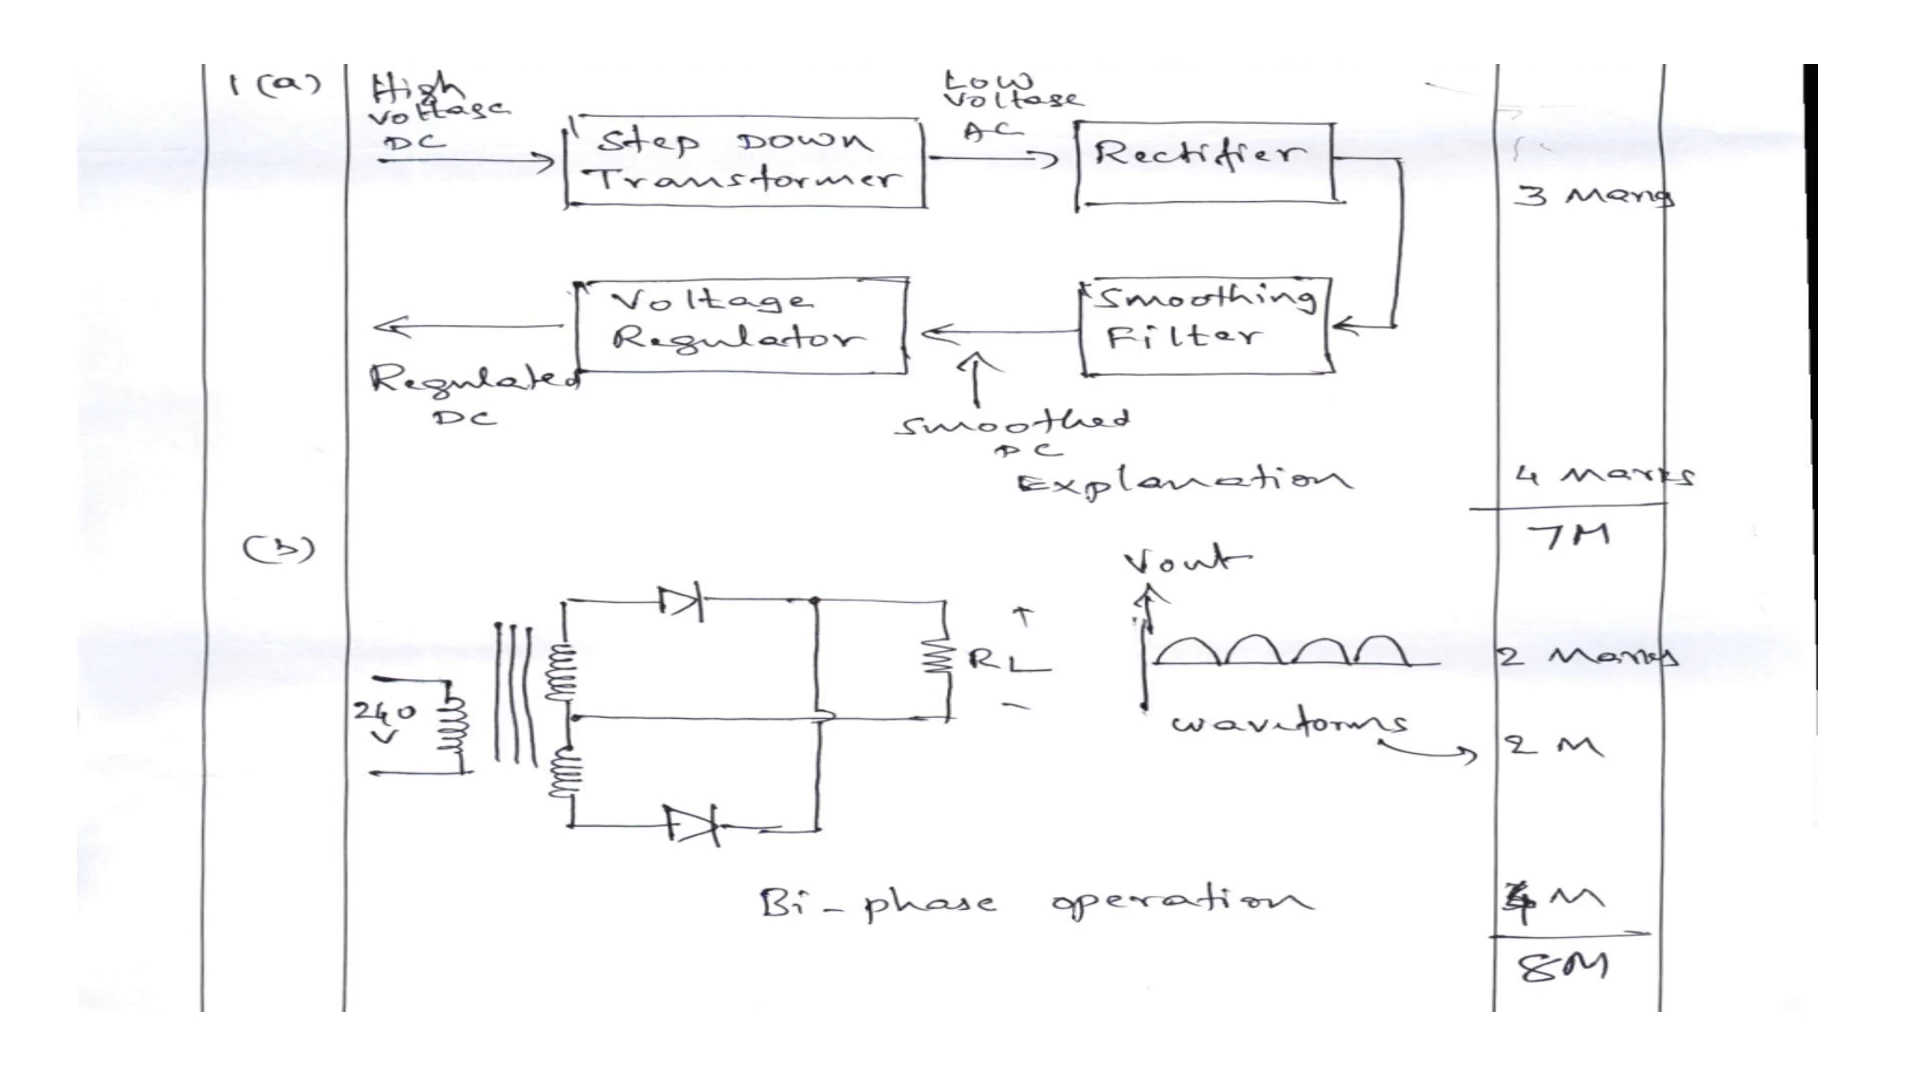 1(a)
High
Voltage
DC
Step Down
Transformer
Low
Voltage
AC
Rectifier
3 Marks
Voltage
Regulator
Smoothing
Filter
Regulated
DC
Smoothed
DC
Explanation
4 Marks
7M
(b)
240
V
+
RL
-
Vout
2 Marks
waveforms
2 M
Bi-phase operation
4 M
8M